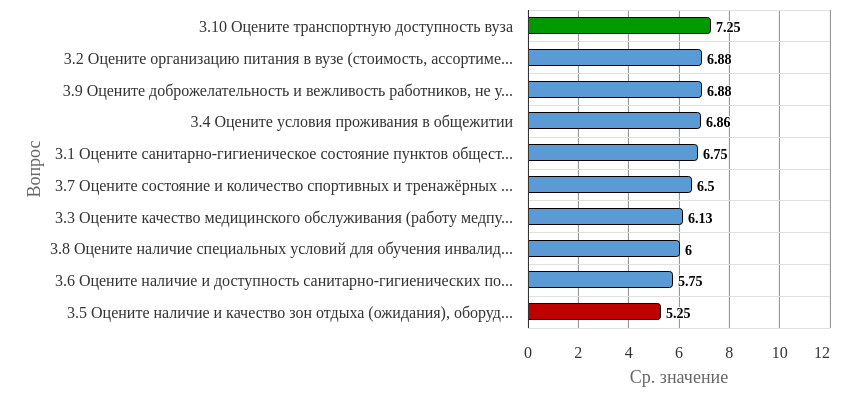 3.10 Оцените транспортную доступность вуза 7.25
3.2 Оцените организацию питания в вузе (стоимость, ассортиме... 6.88
3.9 Оцените доброжелательность и вежливость работников, не у... 6.88
3.4 Оцените условия проживания в общежитии 6.86
3.1 Оцените санитарно-гигиеническое состояние пунктов общест... 6.75
3.7 Оцените состояние и количество спортивных и тренажёрных ... 6.5
3.3 Оцените качество медицинского обслуживания (работу медпу... 6.13
3.8 Оцените наличие специальных условий для обучения инвалид... 6
3.6 Оцените наличие и доступность санитарно-гигиенических по... 5.75
3.5 Оцените наличие и качество зон отдыха (ожидания), оборуд... 5.25
Вопрос
0 2 4 6 8 10 12
Ср. значение